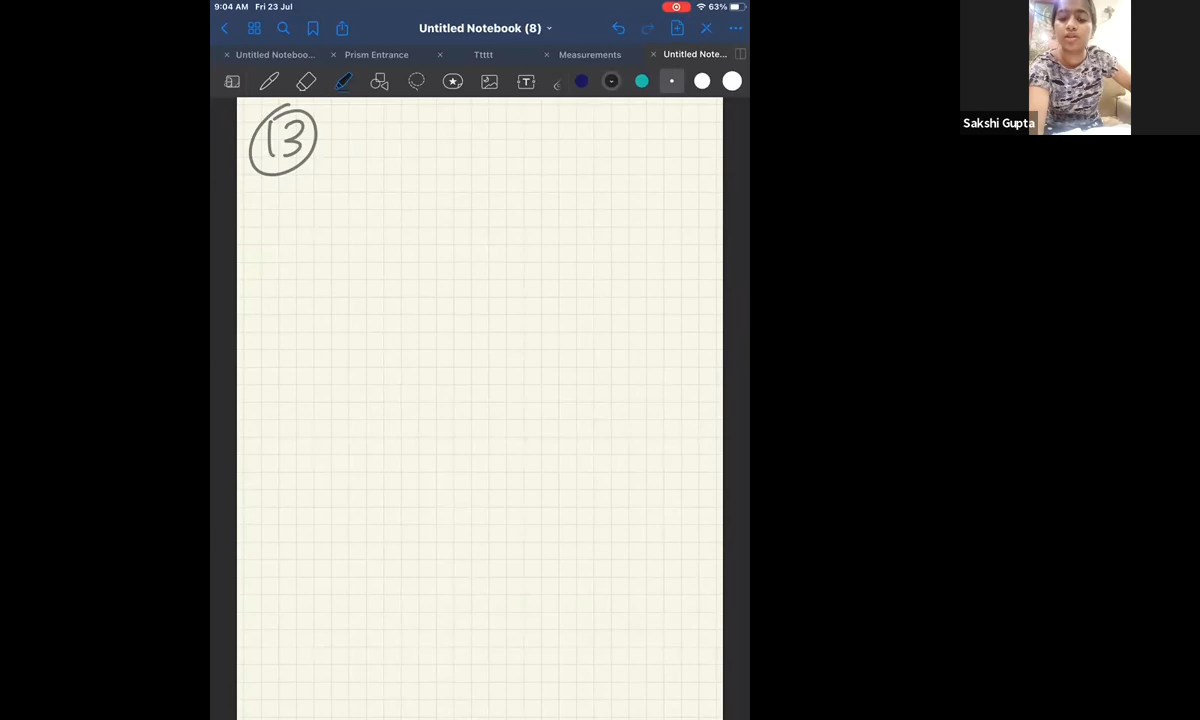 9:04 AM Fri 23 Jul 63%
Untitled Notebook (8)
Untitled Noteboo... Prism Entrance Ttttt Measurements Untitled Note...
T
13
Sakshi Gupta